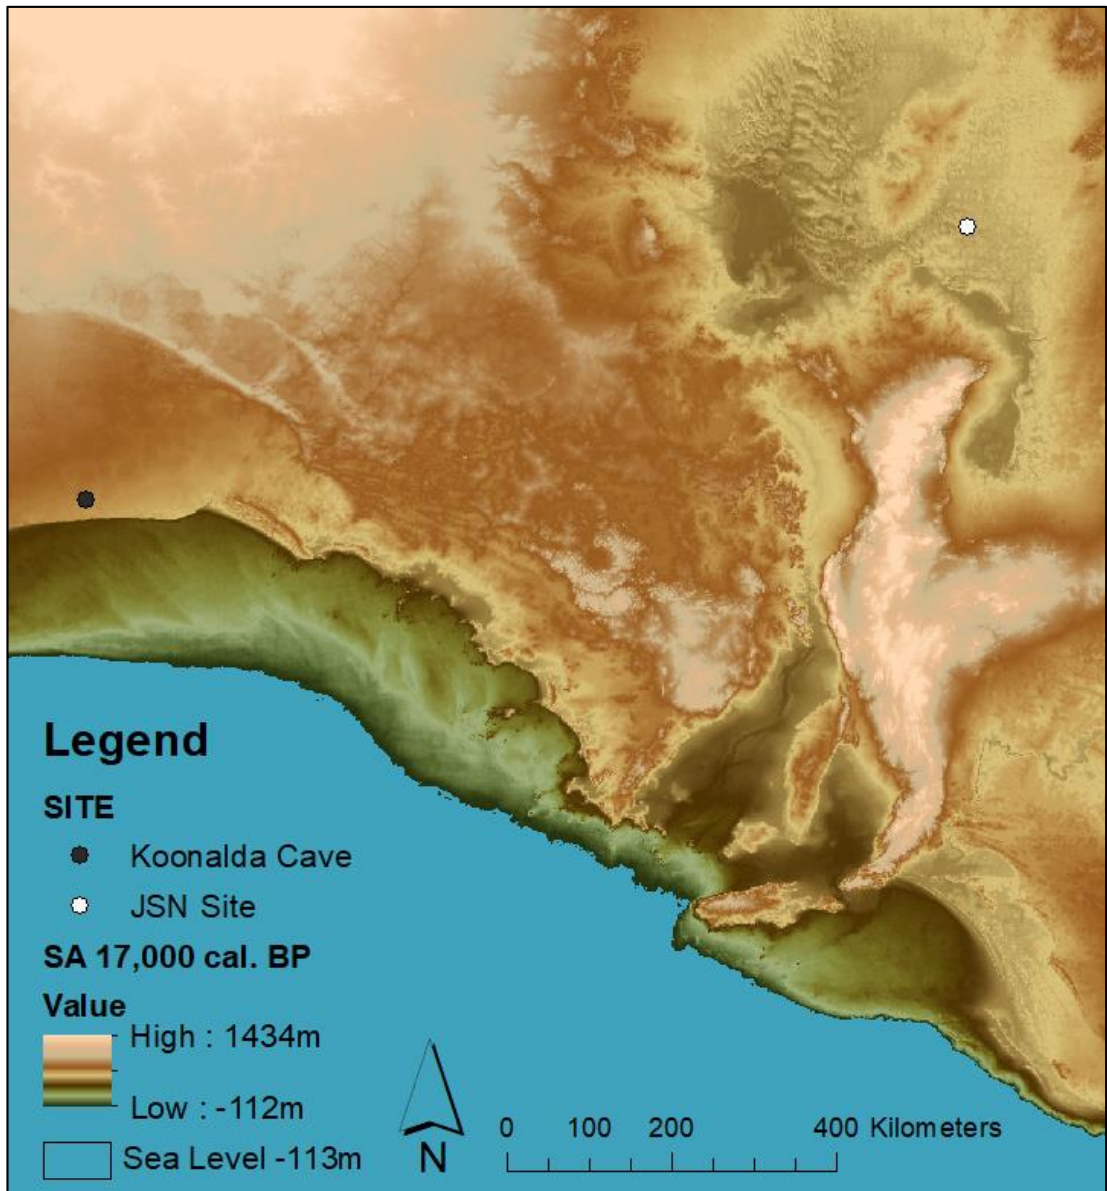 Legend
SITE
Koonalda Cave
JSN Site
SA 17,000 cal. BP
Value
High : 1434m
Low : -112m
Sea Level -113m
N
0 100 200 400 Kilometers